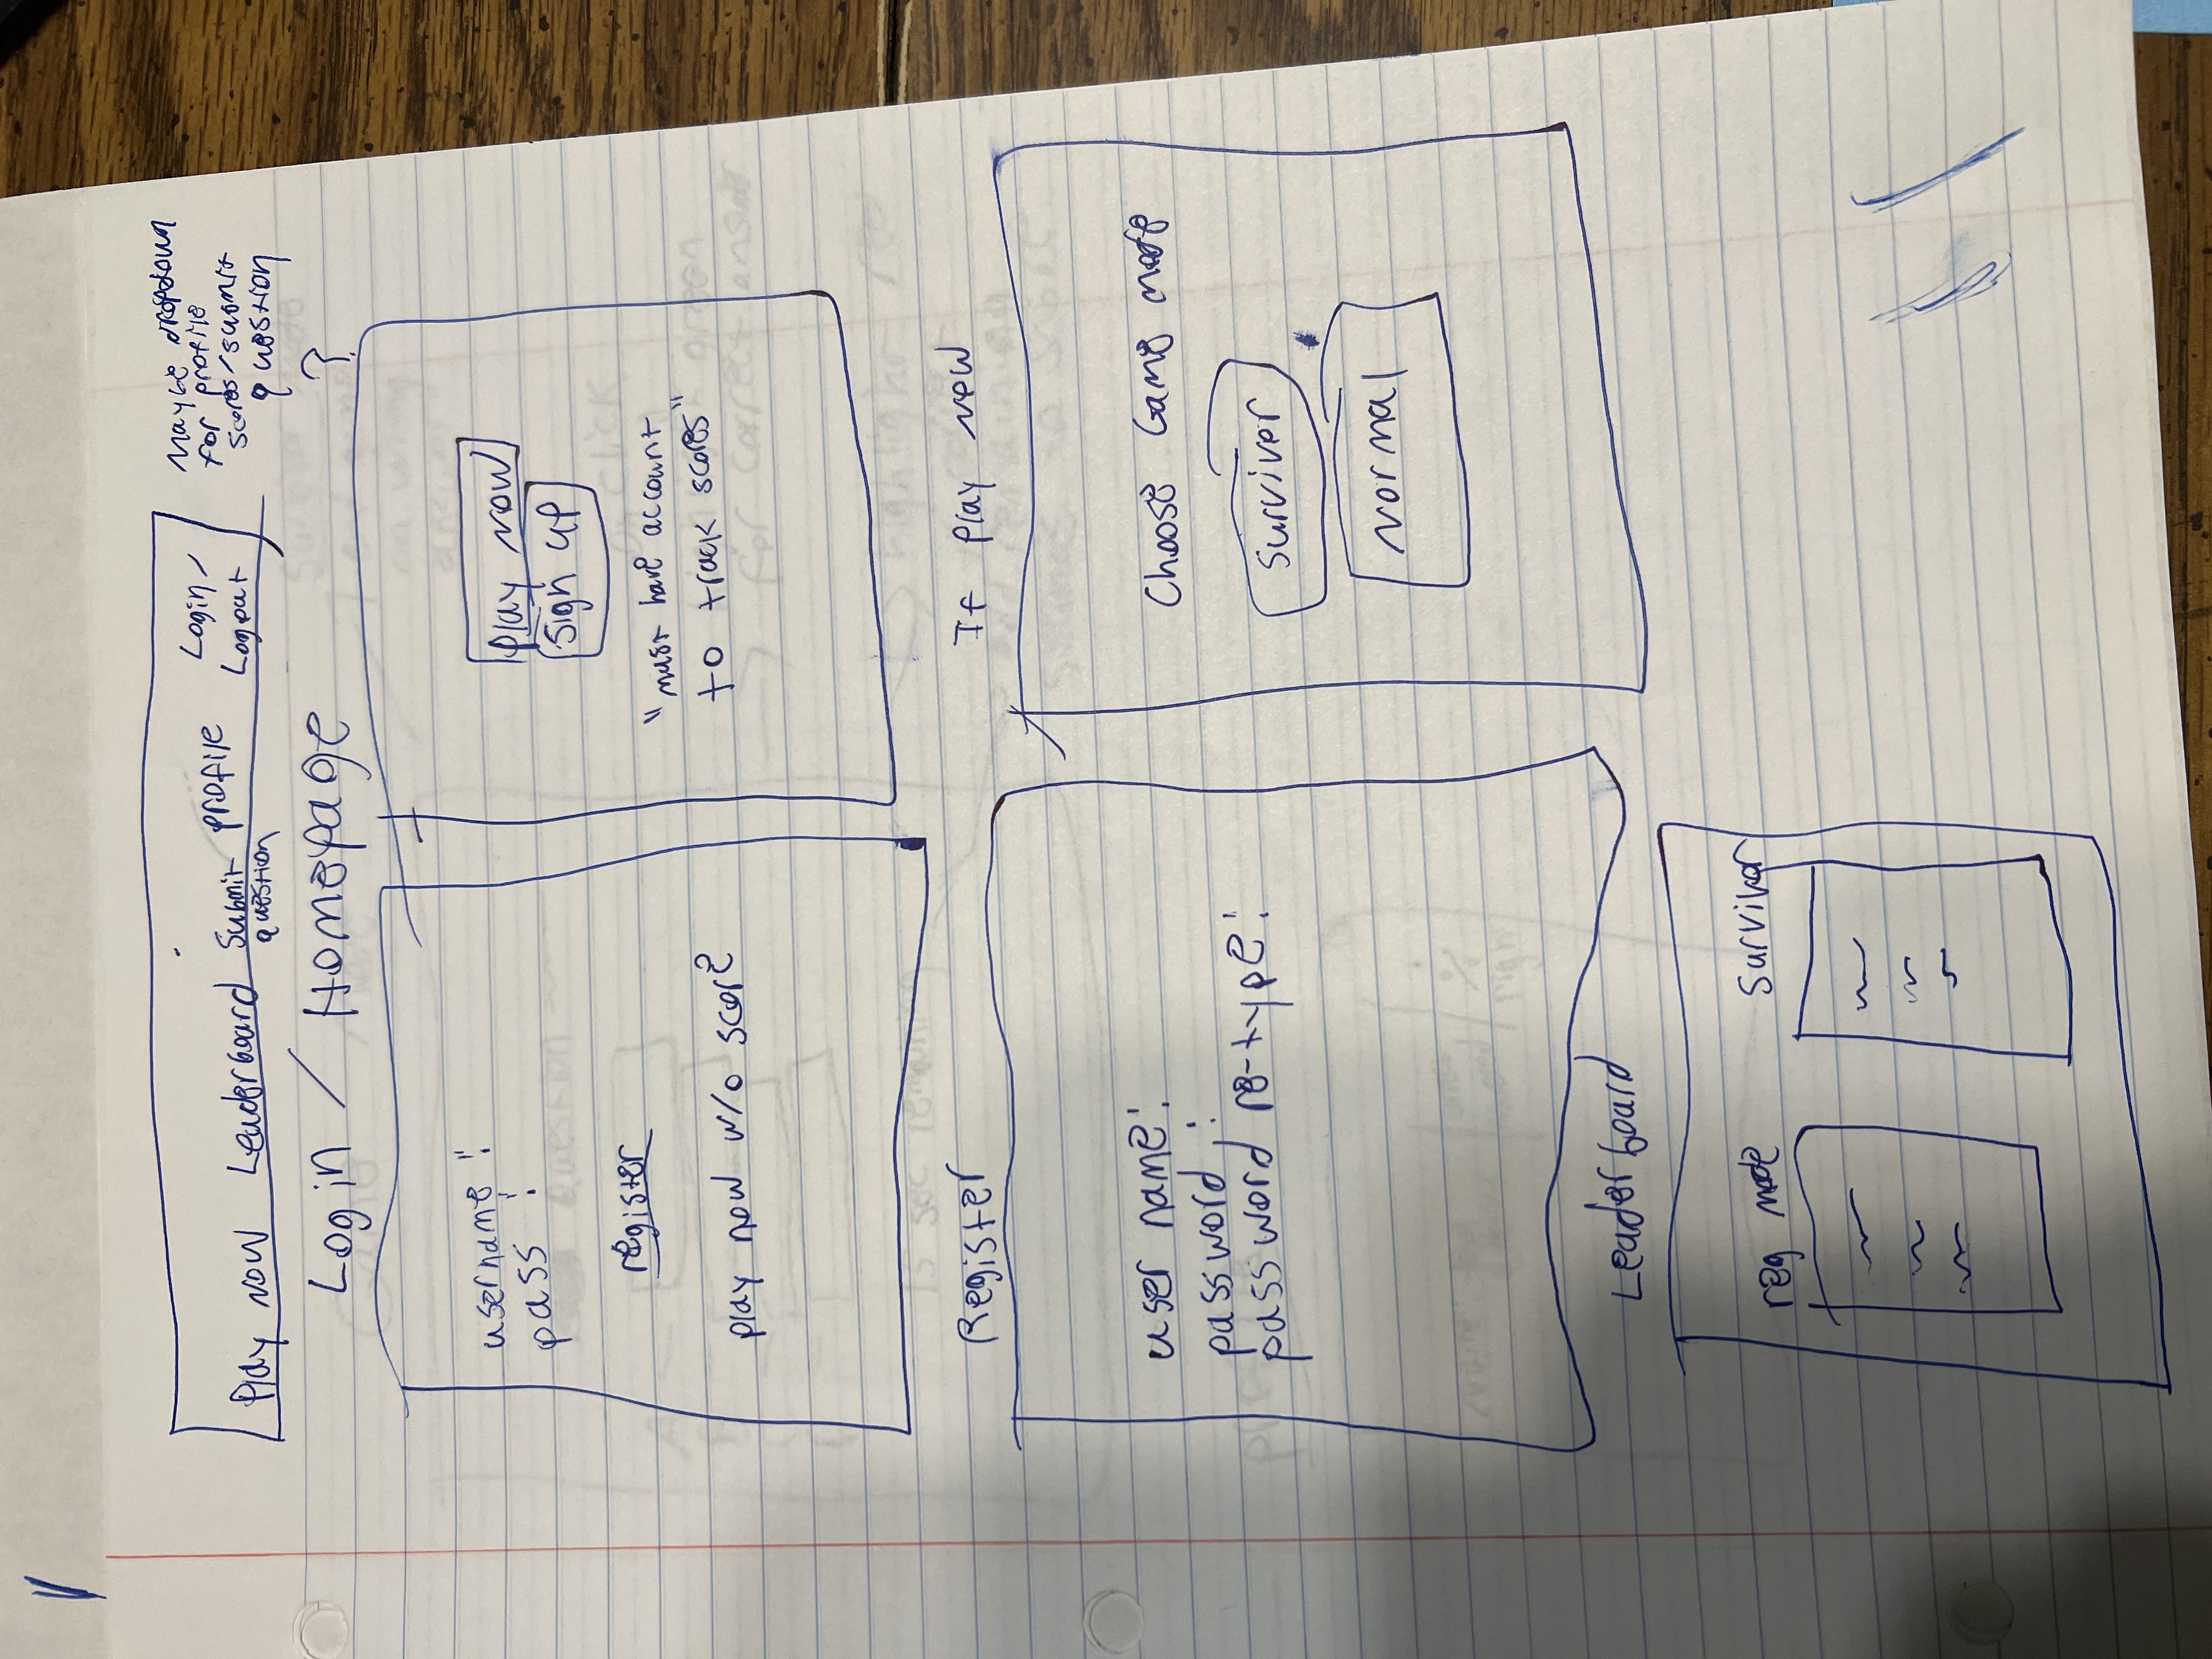 Play Now Leaderboard Submit question profile Login / Logout
Maybe dropdown
for profile
scores/submit
question
?
Login / Homepage
username :
pass :
register
play now w/o score
play now
sign up
"must have account
to track scores"
Register
user name:
password :
password re-type:
If play now
Choose Game mode
Survivor
Normal
Leaderboard
reg mode
Survivor